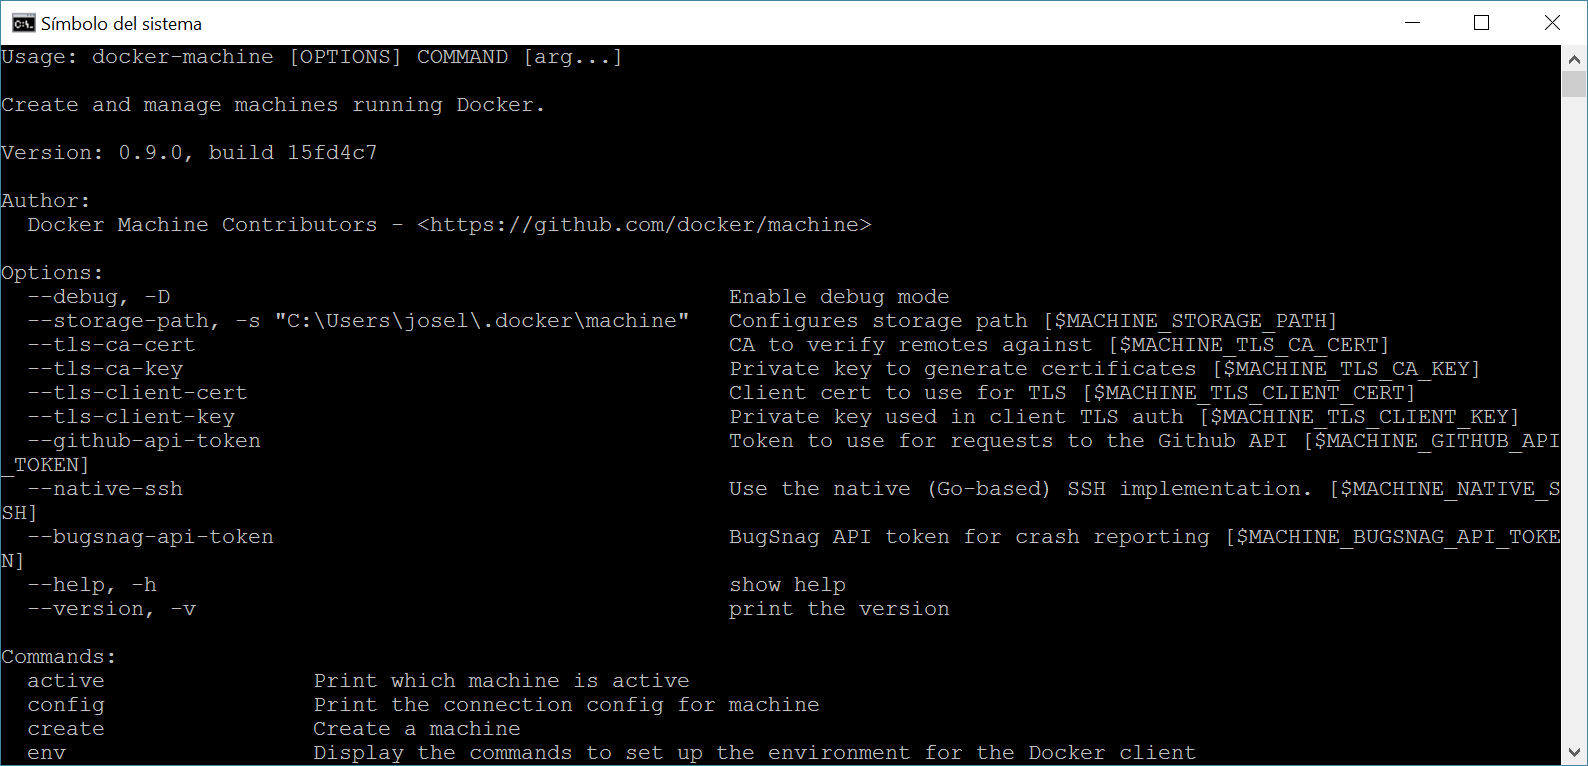 Símbolo del sistema
Usage: docker-machine [OPTIONS] COMMAND [arg...]
Create and manage machines running Docker.
Version: 0.9.0, build 15fd4c7
Author:
  Docker Machine Contributors - <https://github.com/docker/machine>
Options:
  --debug, -D                                           Enable debug mode
  --storage-path, -s "C:\Users\josel\.docker\machine"   Configures storage path [$MACHINE_STORAGE_PATH]
  --tls-ca-cert                                         CA to verify remotes against [$MACHINE_TLS_CA_CERT]
  --tls-ca-key                                          Private key to generate certificates [$MACHINE_TLS_CA_KEY]
  --tls-client-cert                                     Client cert to use for TLS [$MACHINE_TLS_CLIENT_CERT]
  --tls-client-key                                      Private key used in client TLS auth [$MACHINE_TLS_CLIENT_KEY]
  --github-api-token                                    Token to use for requests to the Github API [$MACHINE_GITHUB_API
_TOKEN]
  --native-ssh                                          Use the native (Go-based) SSH implementation. [$MACHINE_NATIVE_S
SH]
  --bugsnag-api-token                                   BugSnag API token for crash reporting [$MACHINE_BUGSNAG_API_TOKE
N]
  --help, -h                                            show help
  --version, -v                                         print the version
Commands:
  active                Print which machine is active
  config                Print the connection config for machine
  create                Create a machine
  env                   Display the commands to set up the environment for the Docker client